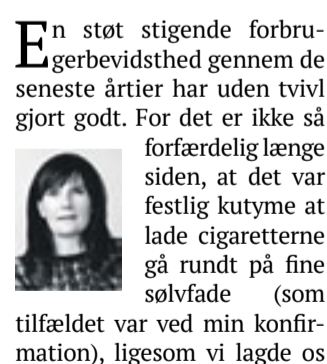 En støt stigende forbru-
gerbevidsthed gennem de
seneste årtier har uden tvivl
gjort godt. For det er ikke så
forfærdelig længe
siden, at det var
festlig kutyme at
lade cigaretterne
gå rundt på fine
sølvfade (som
tilfældet var ved min konfir-
mation), ligesom vi lagde os